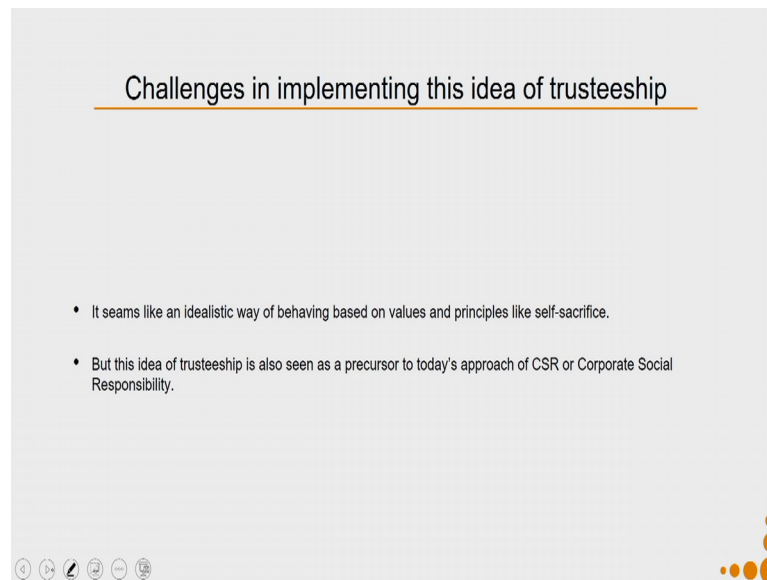 Challenges in implementing this idea of trusteeship
• It seams like an idealistic way of behaving based on values and principles like self-sacrifice.
• But this idea of trusteeship is also seen as a precursor to today's approach of CSR or Corporate Social
Responsibility.